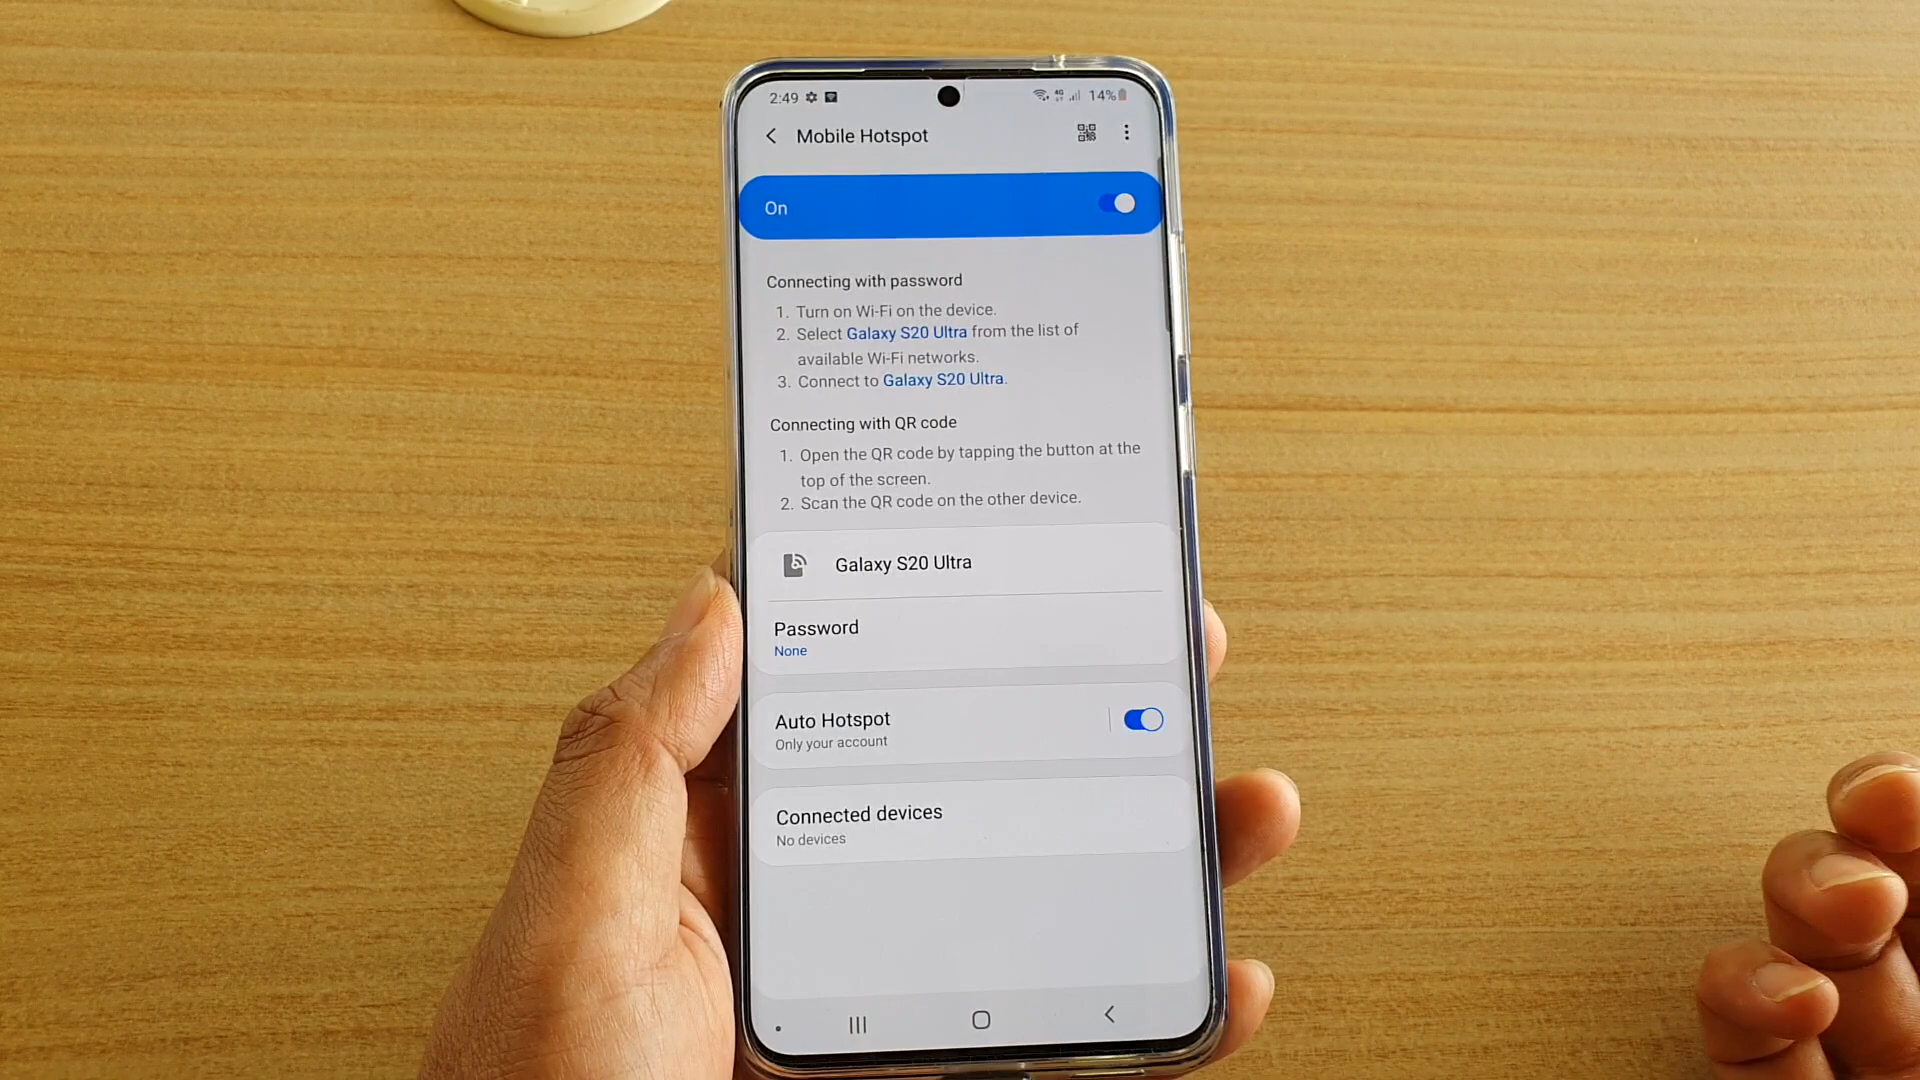 2:49
4G
14%
Mobile Hotspot
On
Connecting with password
1. Turn on Wi-Fi on the device.
2. Select Galaxy S20 Ultra from the list of
available Wi-Fi networks.
3. Connect to Galaxy S20 Ultra.
Connecting with QR code
1. Open the QR code by tapping the button at the
top of the screen.
2. Scan the QR code on the other device.
Galaxy S20 Ultra
Password
None
Auto Hotspot
Only your account
Connected devices
No devices